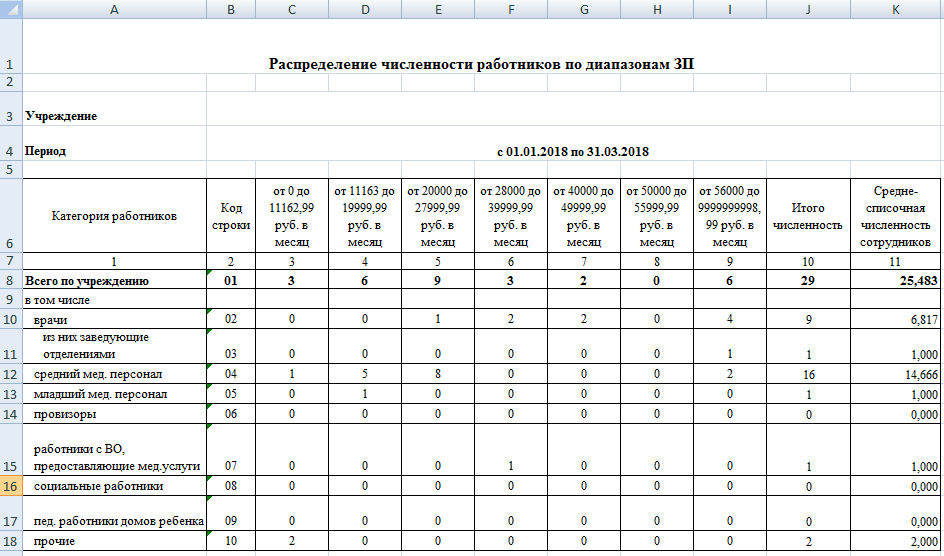 A B C D E F G H I J K
1 Распределение численности работников по диапазонам ЗП
2
3 Учреждение
4 Период с 01.01.2018 по 31.03.2018
5
6 Категория работников Код строки от 0 до 11162,99 руб. в месяц от 11163 до 19999,99 руб. в месяц от 20000 до 27999,99 руб. в месяц от 28000 до 39999,99 руб. в месяц от 40000 до 49999,99 руб. в месяц от 50000 до 55999,99 руб. в месяц от 56000 до 9999999998,99 руб. в месяц Итого численность Средне-списочная численность сотрудников
7 1 2 3 4 5 6 7 8 9 10 11
8 Всего по учреждению 01 3 6 9 3 2 0 6 29 25,483
9 в том числе
10 врачи 02 0 0 1 2 2 0 4 9 6,817
11 из них заведующие отделениями 03 0 0 0 0 0 0 1 1 1,000
12 средний мед. персонал 04 1 5 8 0 0 0 2 16 14,666
13 младший мед. персонал 05 0 1 0 0 0 0 0 1 1,000
14 провизоры 06 0 0 0 0 0 0 0 0 0,000
15 работники с ВО, предоставляющие мед.услуги 07 0 0 0 1 0 0 0 1 1,000
16 социальные работники 08 0 0 0 0 0 0 0 0 0,000
17 пед. работники домов ребенка 09 0 0 0 0 0 0 0 0 0,000
18 прочие 10 2 0 0 0 0 0 0 2 2,000